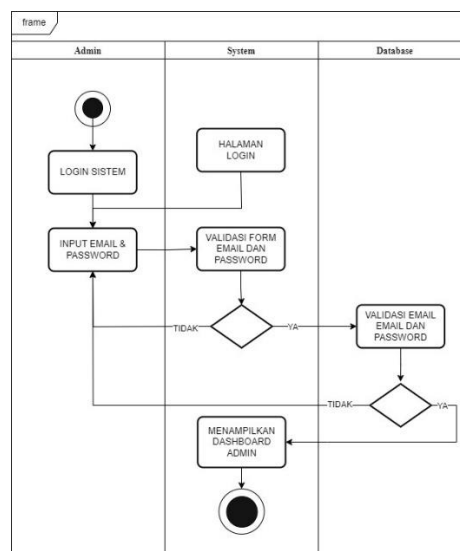 frame
Admin
System
Database
HALAMAN
LOGIN
LOGIN SISTEM
INPUT EMAIL &
PASSWORD
VALIDASI FORM
EMAIL DAN
PASSWORD
VALIDASI EMAIL
EMAIL DAN
PASSWORD
TIDAK
YA
TIDAK
YA
MENAMPILKAN
DASHBOARD
ADMIN